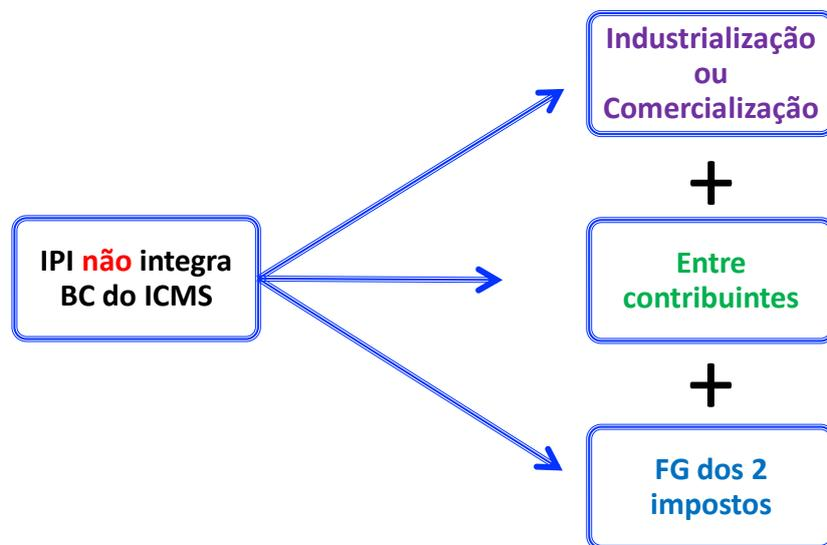 Industrialização
ou
Comercialização
+
IPI não integra
BC do ICMS
Entre
contribuintes
+
FG dos 2
impostos